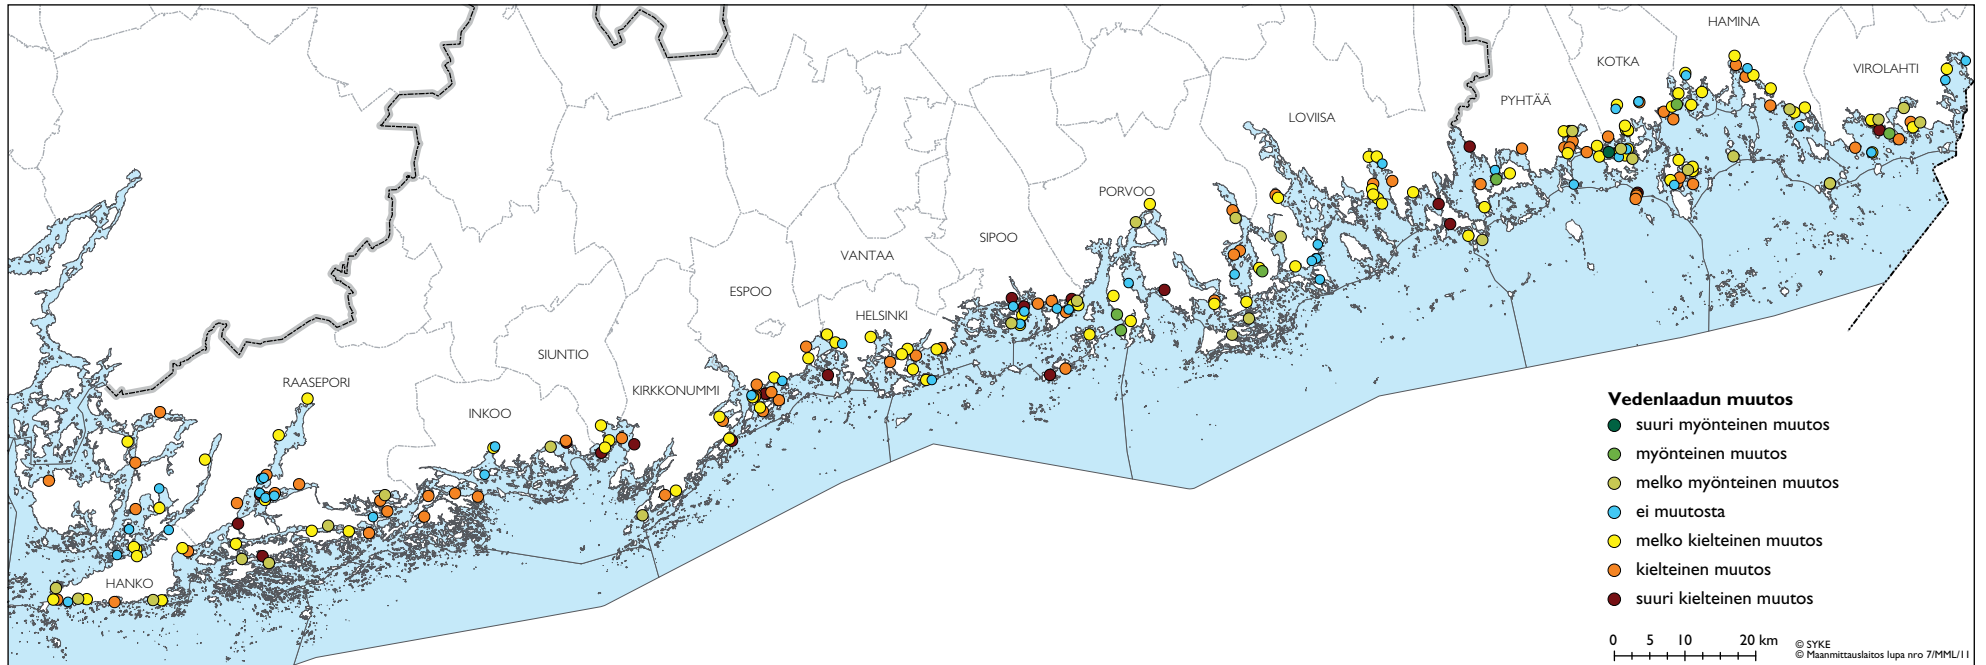 HAMINA
KOTKA
VIROLAHTI
PYHTÄÄ
LOVIISA
PORVOO
SIPOO
VANTAA
ESPOO
HELSINKI
SIUNTIO
RAASEPORI
KIRKKONUMMI
INKOO
HANKO
Vedenlaadun muutos
suuri myönteinen muutos
myönteinen muutos
melko myönteinen muutos
ei muutosta
melko kielteinen muutos
kielteinen muutos
suuri kielteinen muutos
0 5 10 20 km
© SYKE
© Maanmittauslaitos lupa nro 7/MML/11